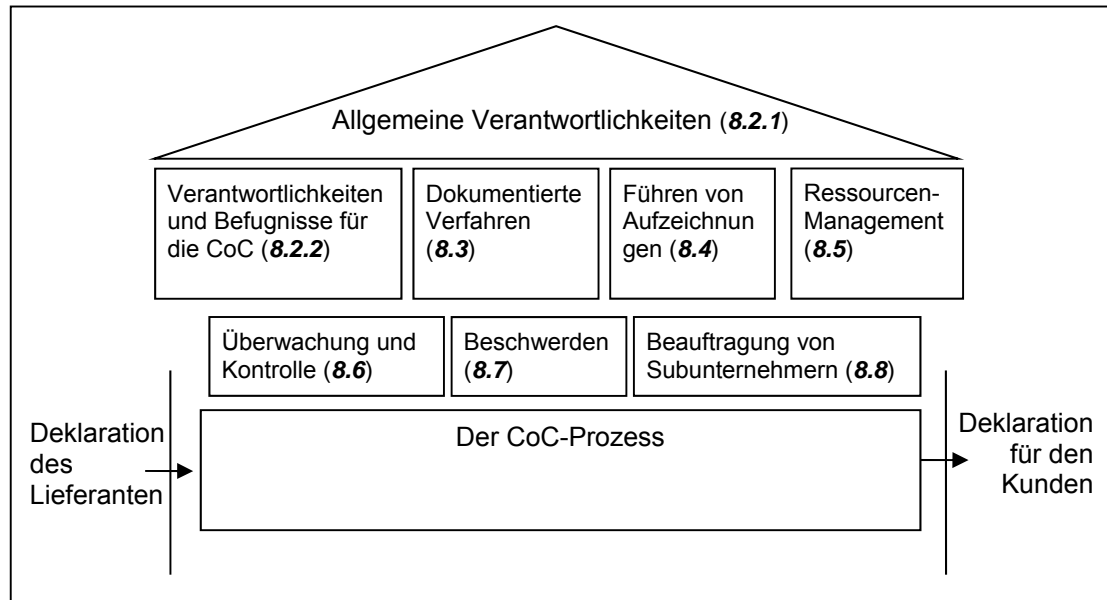 Allgemeine Verantwortlichkeiten (8.2.1)
Verantwortlichkeiten
und Befugnisse für
die CoC (8.2.2)
Dokumentierte
Verfahren
(8.3)
Führen von
Aufzeichnun
gen (8.4)
Ressourcen-
Management
(8.5)
Überwachung und
Kontrolle (8.6)
Beschwerden
(8.7)
Beauftragung von
Subunternehmern (8.8)
Deklaration
des
Lieferanten
Der CoC-Prozess
Deklaration
für den
Kunden